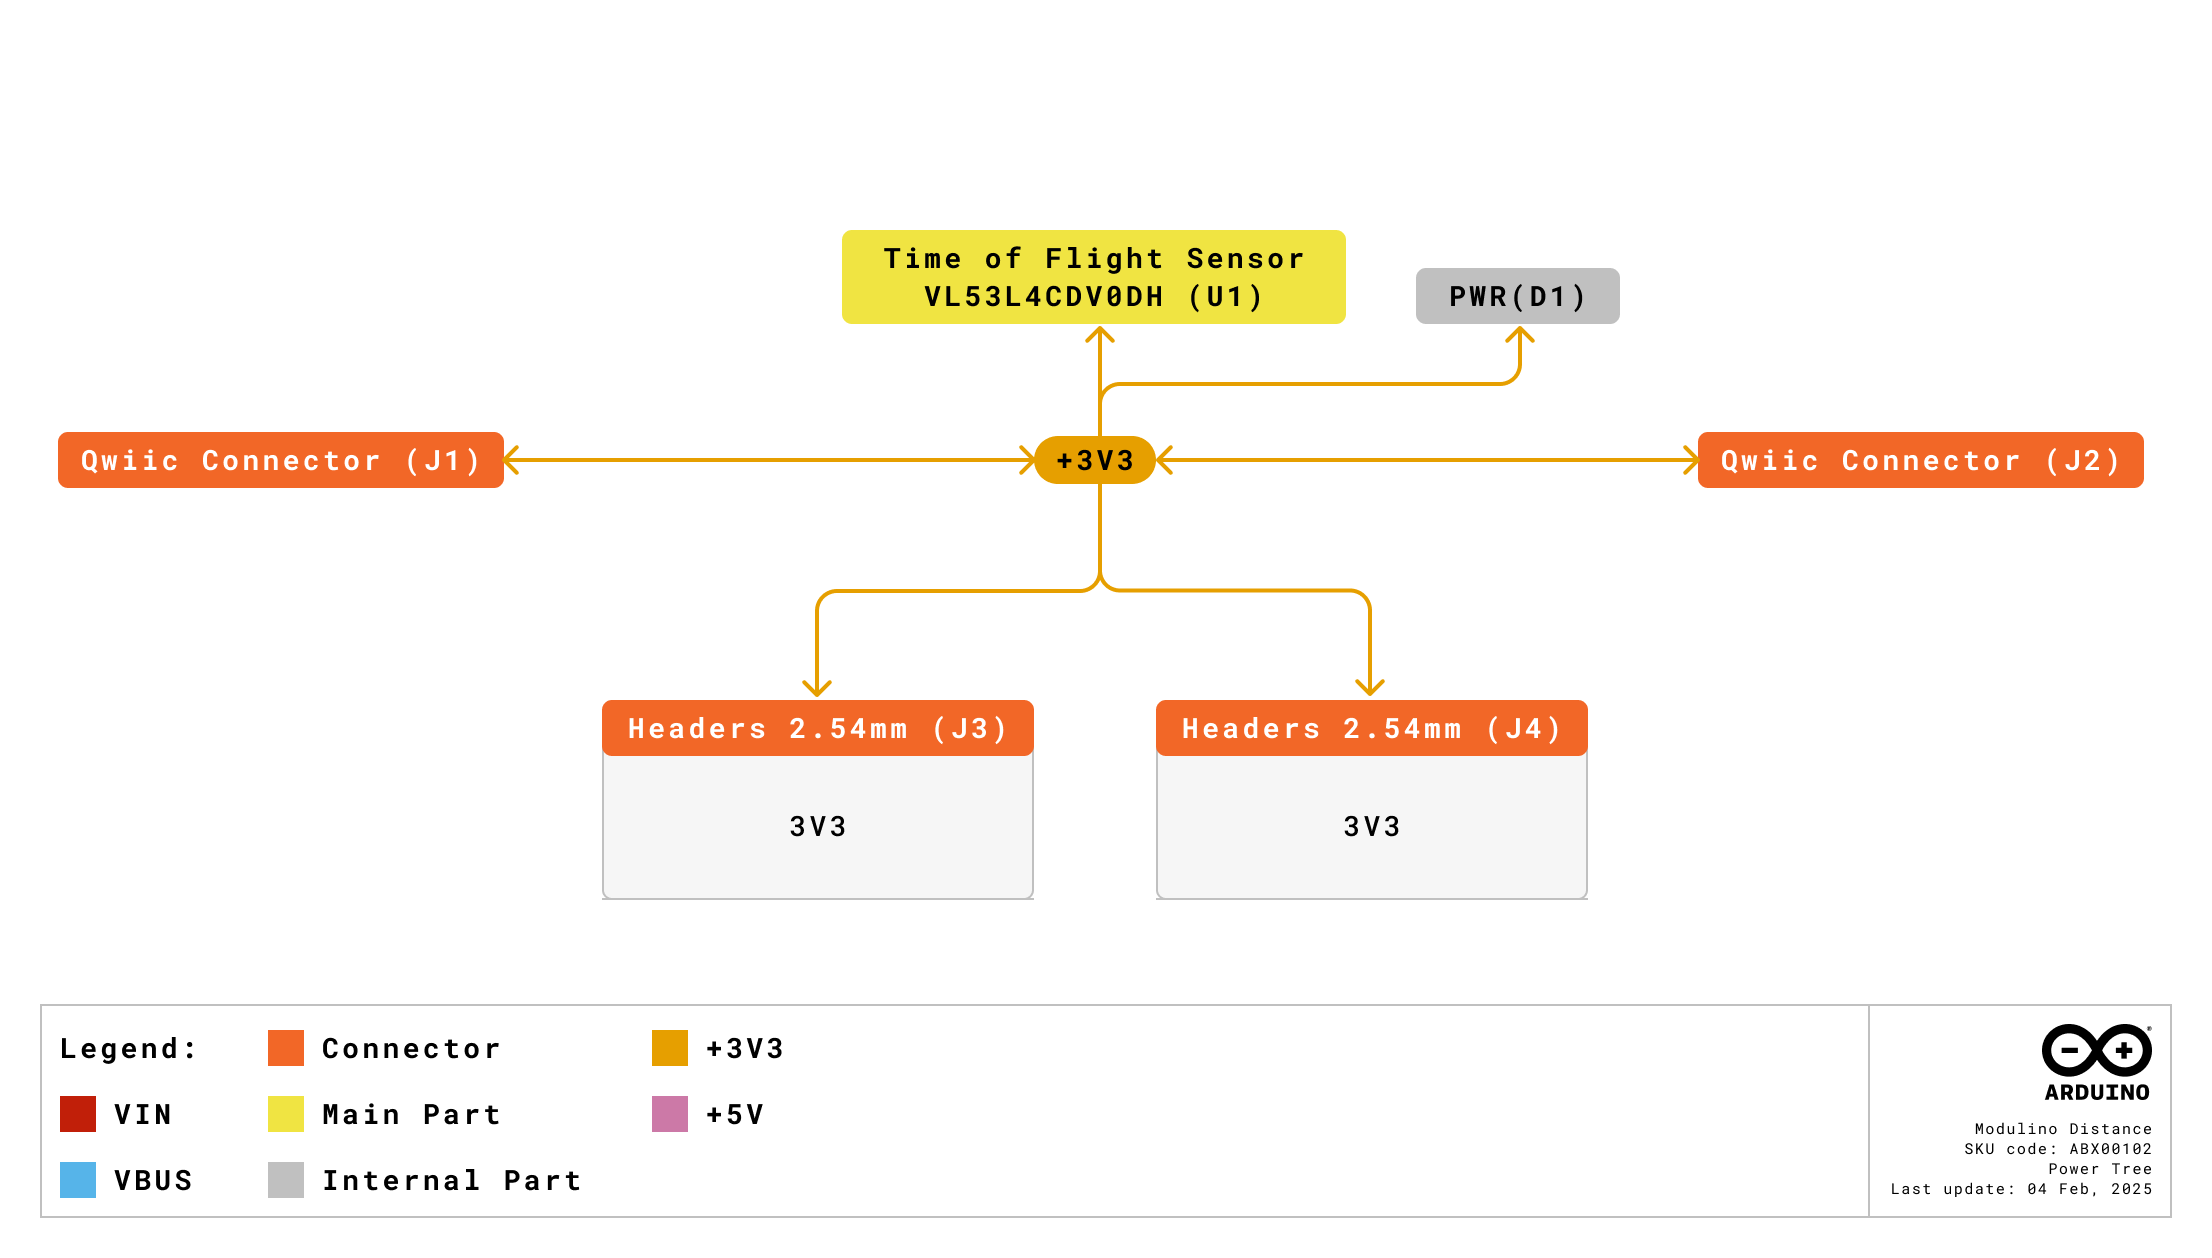 Time of Flight Sensor
VL53L4CDV0DH (U1)
PWR(D1)
Qwiic Connector (J1)
+3V3
Qwiic Connector (J2)
Headers 2.54mm (J3)
3V3
Headers 2.54mm (J4)
3V3
Legend:
VIN
VBUS
Connector
Main Part
Internal Part
+3V3
+5V
ARDUINO
Modulino Distance
SKU code: ABX00102
Power Tree
Last update: 04 Feb, 2025